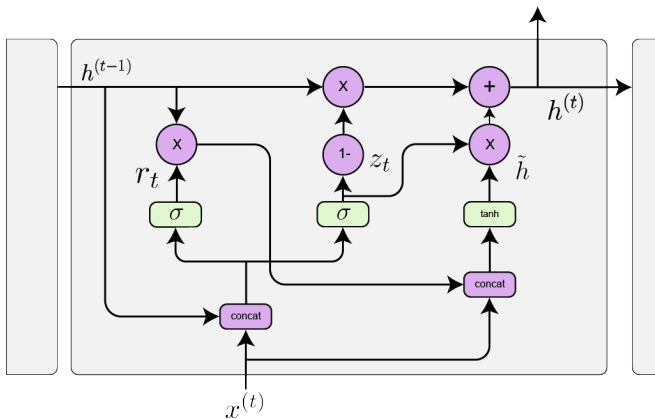 h^{(t-1)}
X
+
h^{(t)}
X
1-
z_t
X
r_t
h̃
σ
σ
tanh
concat
concat
x^{(t)}